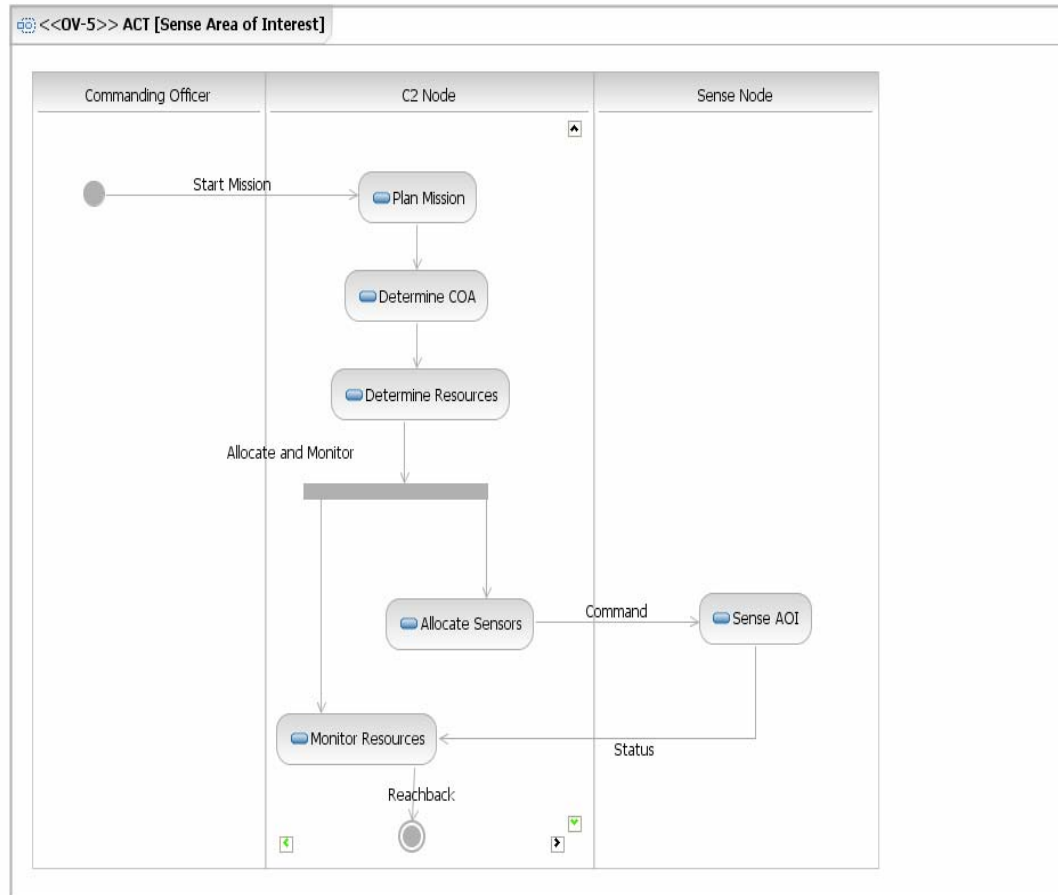 <<OV-5>> ACT [Sense Area of Interest]
Commanding Officer
C2 Node
Sense Node
Start Mission
Plan Mission
Determine COA
Determine Resources
Allocate and Monitor
Allocate Sensors
Command
Sense AOI
Monitor Resources
Status
Reachback